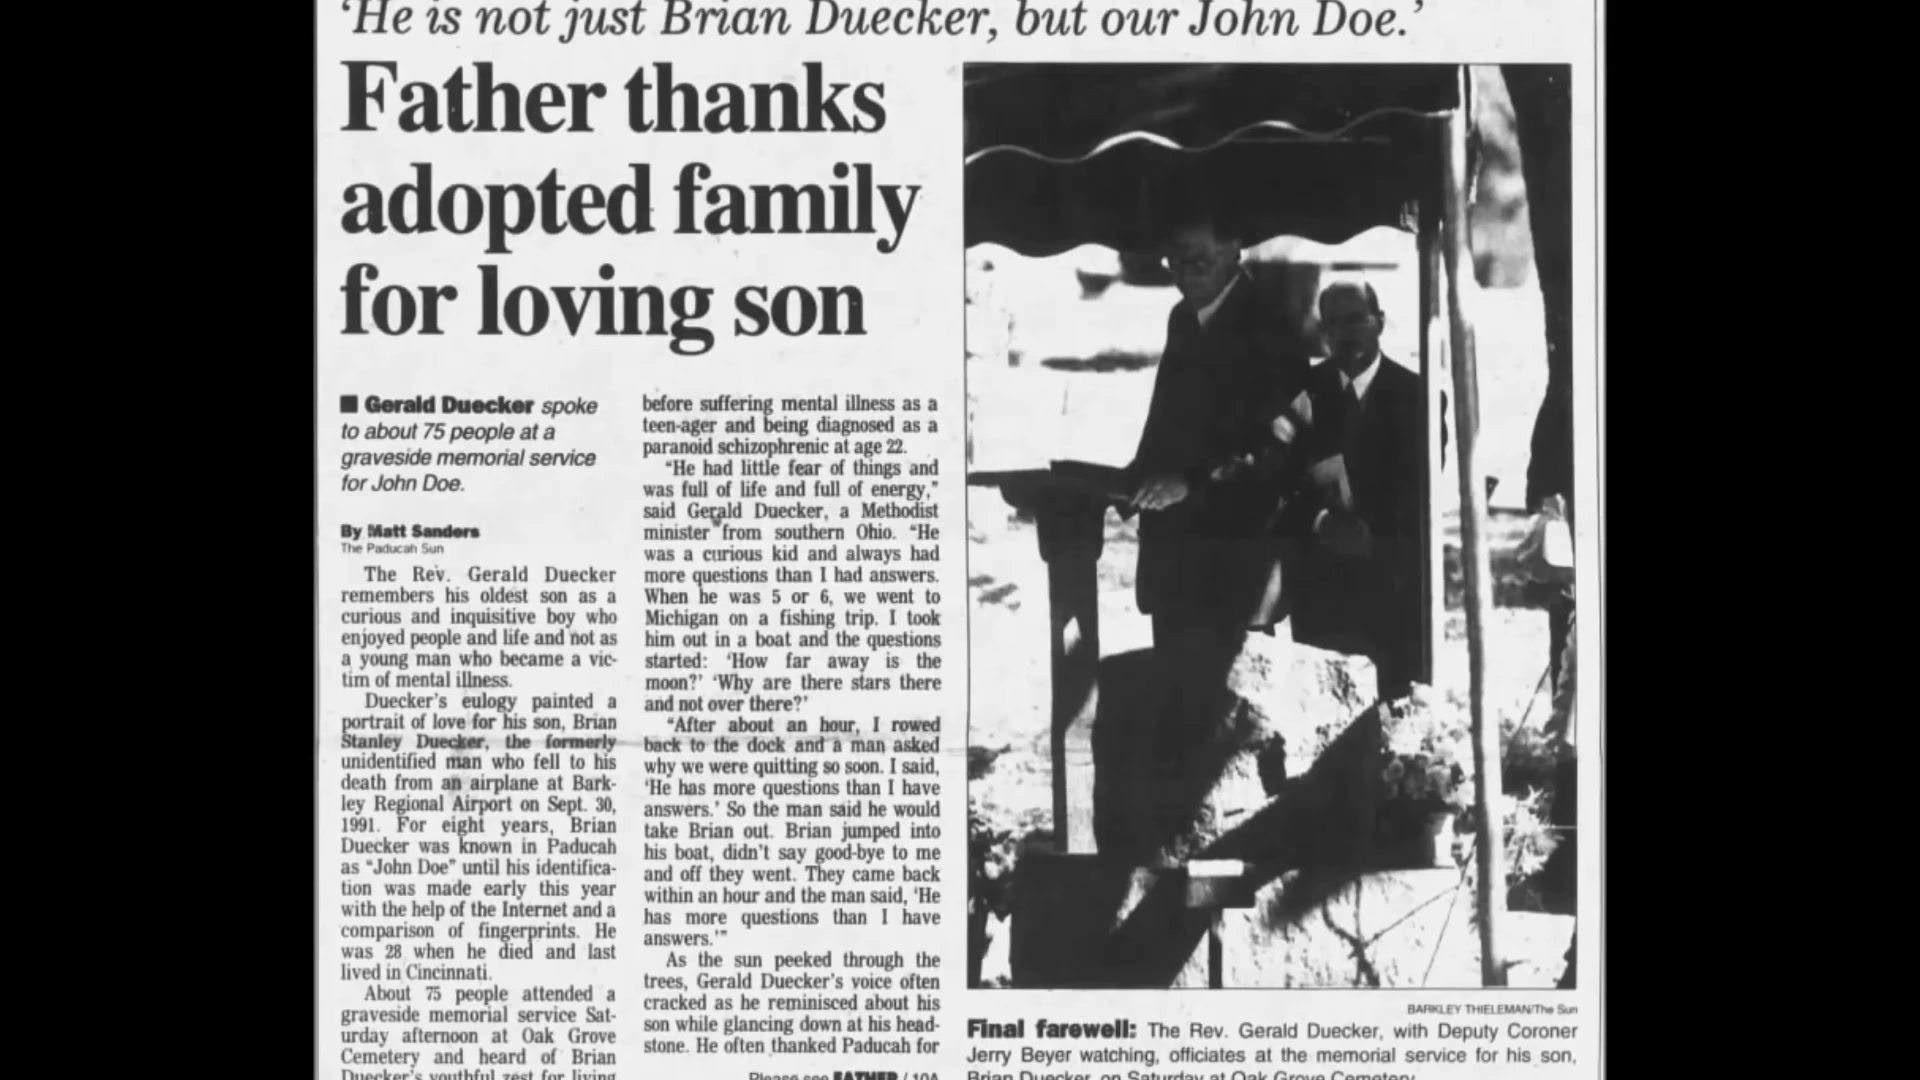 ‘He is not just Brian Duecker, but our John Doe.’
Father thanks
adopted family
for loving son
■ Gerald Duecker spoke
to about 75 people at a
graveside memorial service
for John Doe.
By Matt Sanders
The Paducah Sun
The Rev. Gerald Duecker
remembers his oldest son as a
curious and inquisitive boy who
enjoyed people and life and not as
a young man who became a vic-
tim of mental illness.
Duecker's eulogy painted a
portrait of love for his son, Brian
Stanley Duecker, the formerly
unidentified man who fell to his
death from an airplane at Bark-
ley Regional Airport on Sept. 30,
1991. For eight years, Brian
Duecker was known in Paducah
as “John Doe” until his identifica-
tion was made early this year
with the help of the Internet and a
comparison of fingerprints. He
was 28 when he died and last
lived in Cincinnati.
About 75 people attended a
graveside memorial service Sat-
urday afternoon at Oak Grove
Cemetery and heard of Brian
Duecker's youthful zest for living
before suffering mental illness as a
teen-ager and being diagnosed as a
paranoid schizophrenic at age 22.
“He had little fear of things and
was full of life and full of energy,”
said Gerald Duecker, a Methodist
minister from southern Ohio. “He
was a curious kid and always had
more questions than I had answers.
When he was 5 or 6, we went to
Michigan on a fishing trip. I took
him out in a boat and the questions
started: ‘How far away is the
moon?’ ‘Why are there stars there
and not over there?’
“After about an hour, I rowed
back to the dock and a man asked
why we were quitting so soon. I said,
‘He has more questions than I have
answers.’ So the man said he would
take Brian out. Brian jumped into
his boat, didn't say good-bye to me
and off they went. They came back
within an hour and the man said, ‘He
has more questions than I have
answers.’”
As the sun peeked through the
trees, Gerald Duecker's voice often
cracked as he reminisced about his
son while glancing down at his head-
stone. He often thanked Paducah for
Please see FATHER / 10A
BARKLEY THIELEMAN/The Sun
Final farewell: The Rev. Gerald Duecker, with Deputy Coroner
Jerry Beyer watching, officiates at the memorial service for his son,
Brian Duecker, on Saturday at Oak Grove Cemetery.